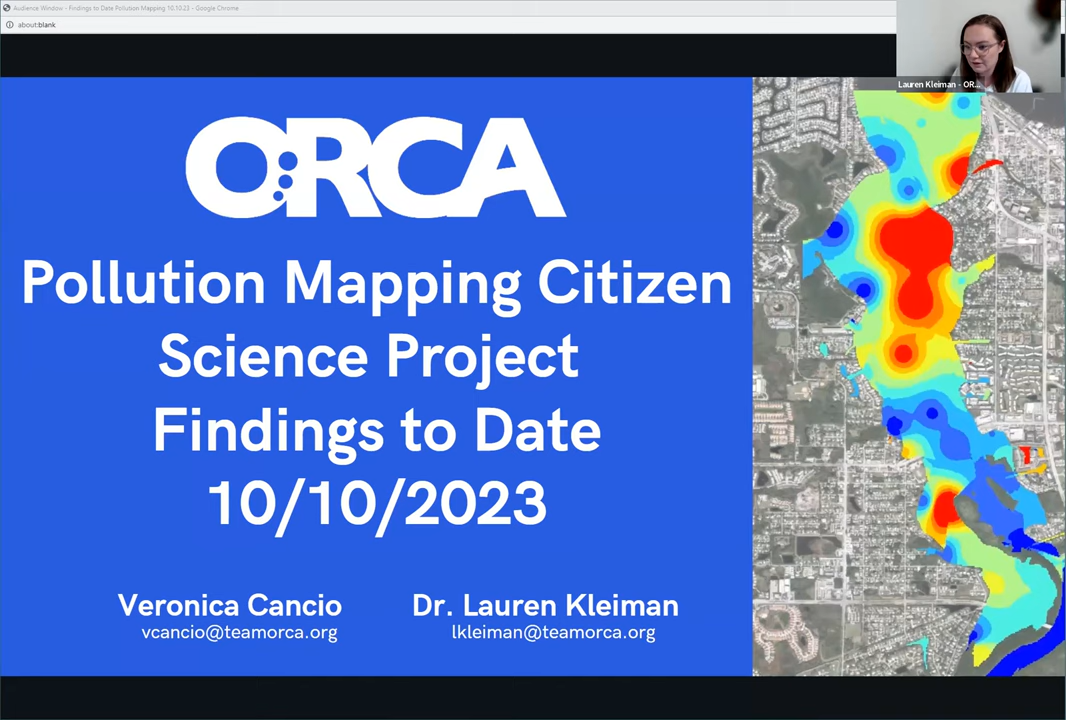 Audience Window - Findings to Date Pollution Mapping 10.10.23 - Google Chrome
about:blank
Lauren Kleiman - OR...
ORCA
Pollution Mapping Citizen
Science Project
Findings to Date
10/10/2023
Veronica Cancio
vcancio@teamorca.org
Dr. Lauren Kleiman
lkleiman@teamorca.org